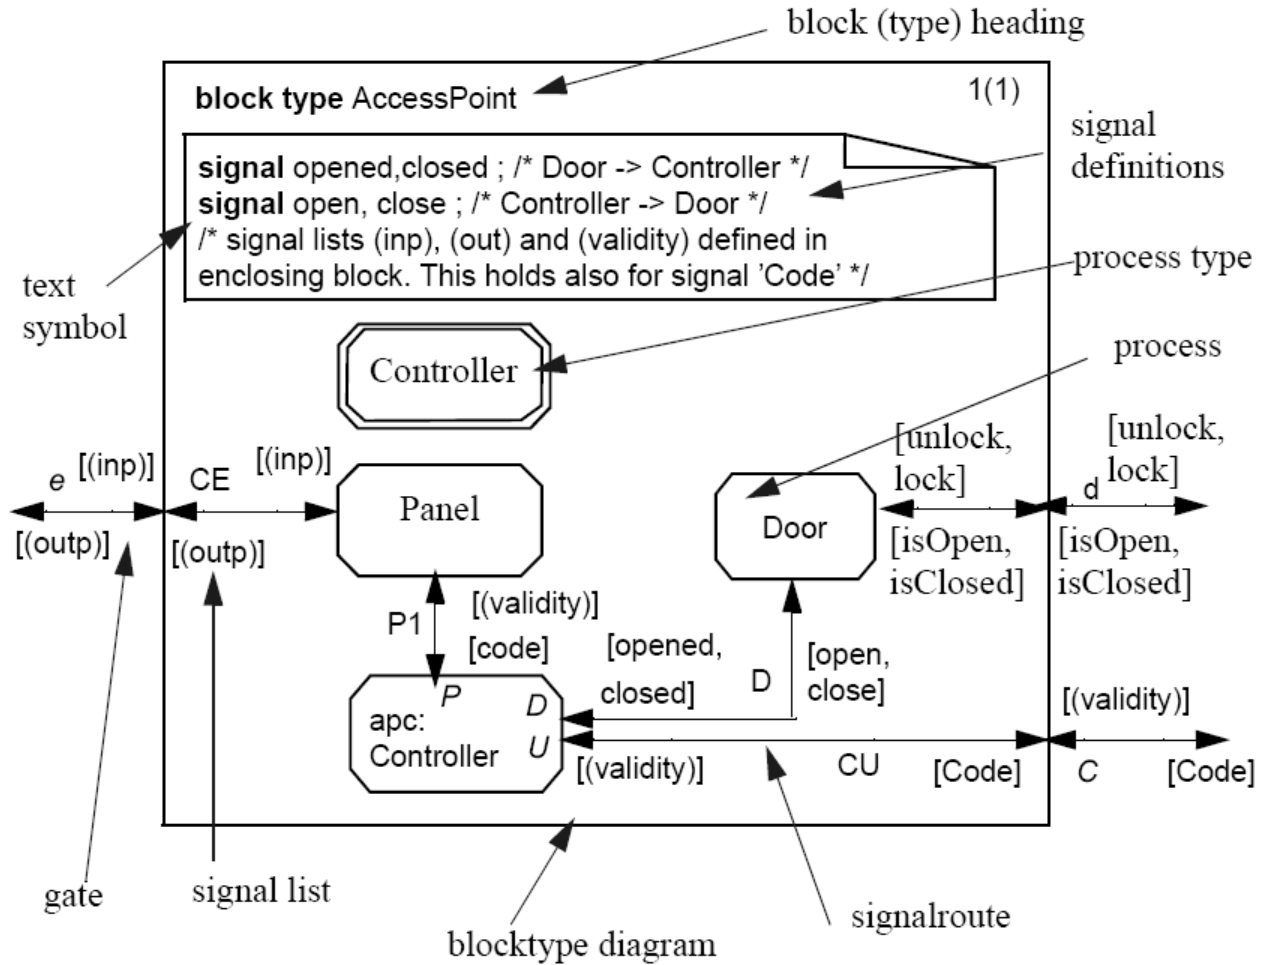 block (type) heading
block type AccessPoint
1(1)
signal
definitions
signal opened,closed ; /* Door -> Controller */
signal open, close ; /* Controller -> Door */
/* signal lists (inp), (out) and (validity) defined in
enclosing block. This holds also for signal ’Code’ */
text
symbol
process type
Controller
process
e
[(inp)]
[(outp)]
CE
[(inp)]
[(outp)]
Panel
Door
[unlock,
lock]
[isOpen,
isClosed]
[unlock,
lock]
d
[isOpen,
isClosed]
P1
[(validity)]
[code]
[opened,
closed]
D
[open,
close]
P
D
U
apc:
Controller
[(validity)]
CU
[Code]
[(validity)]
C
[Code]
gate
signal list
blocktype diagram
signalroute